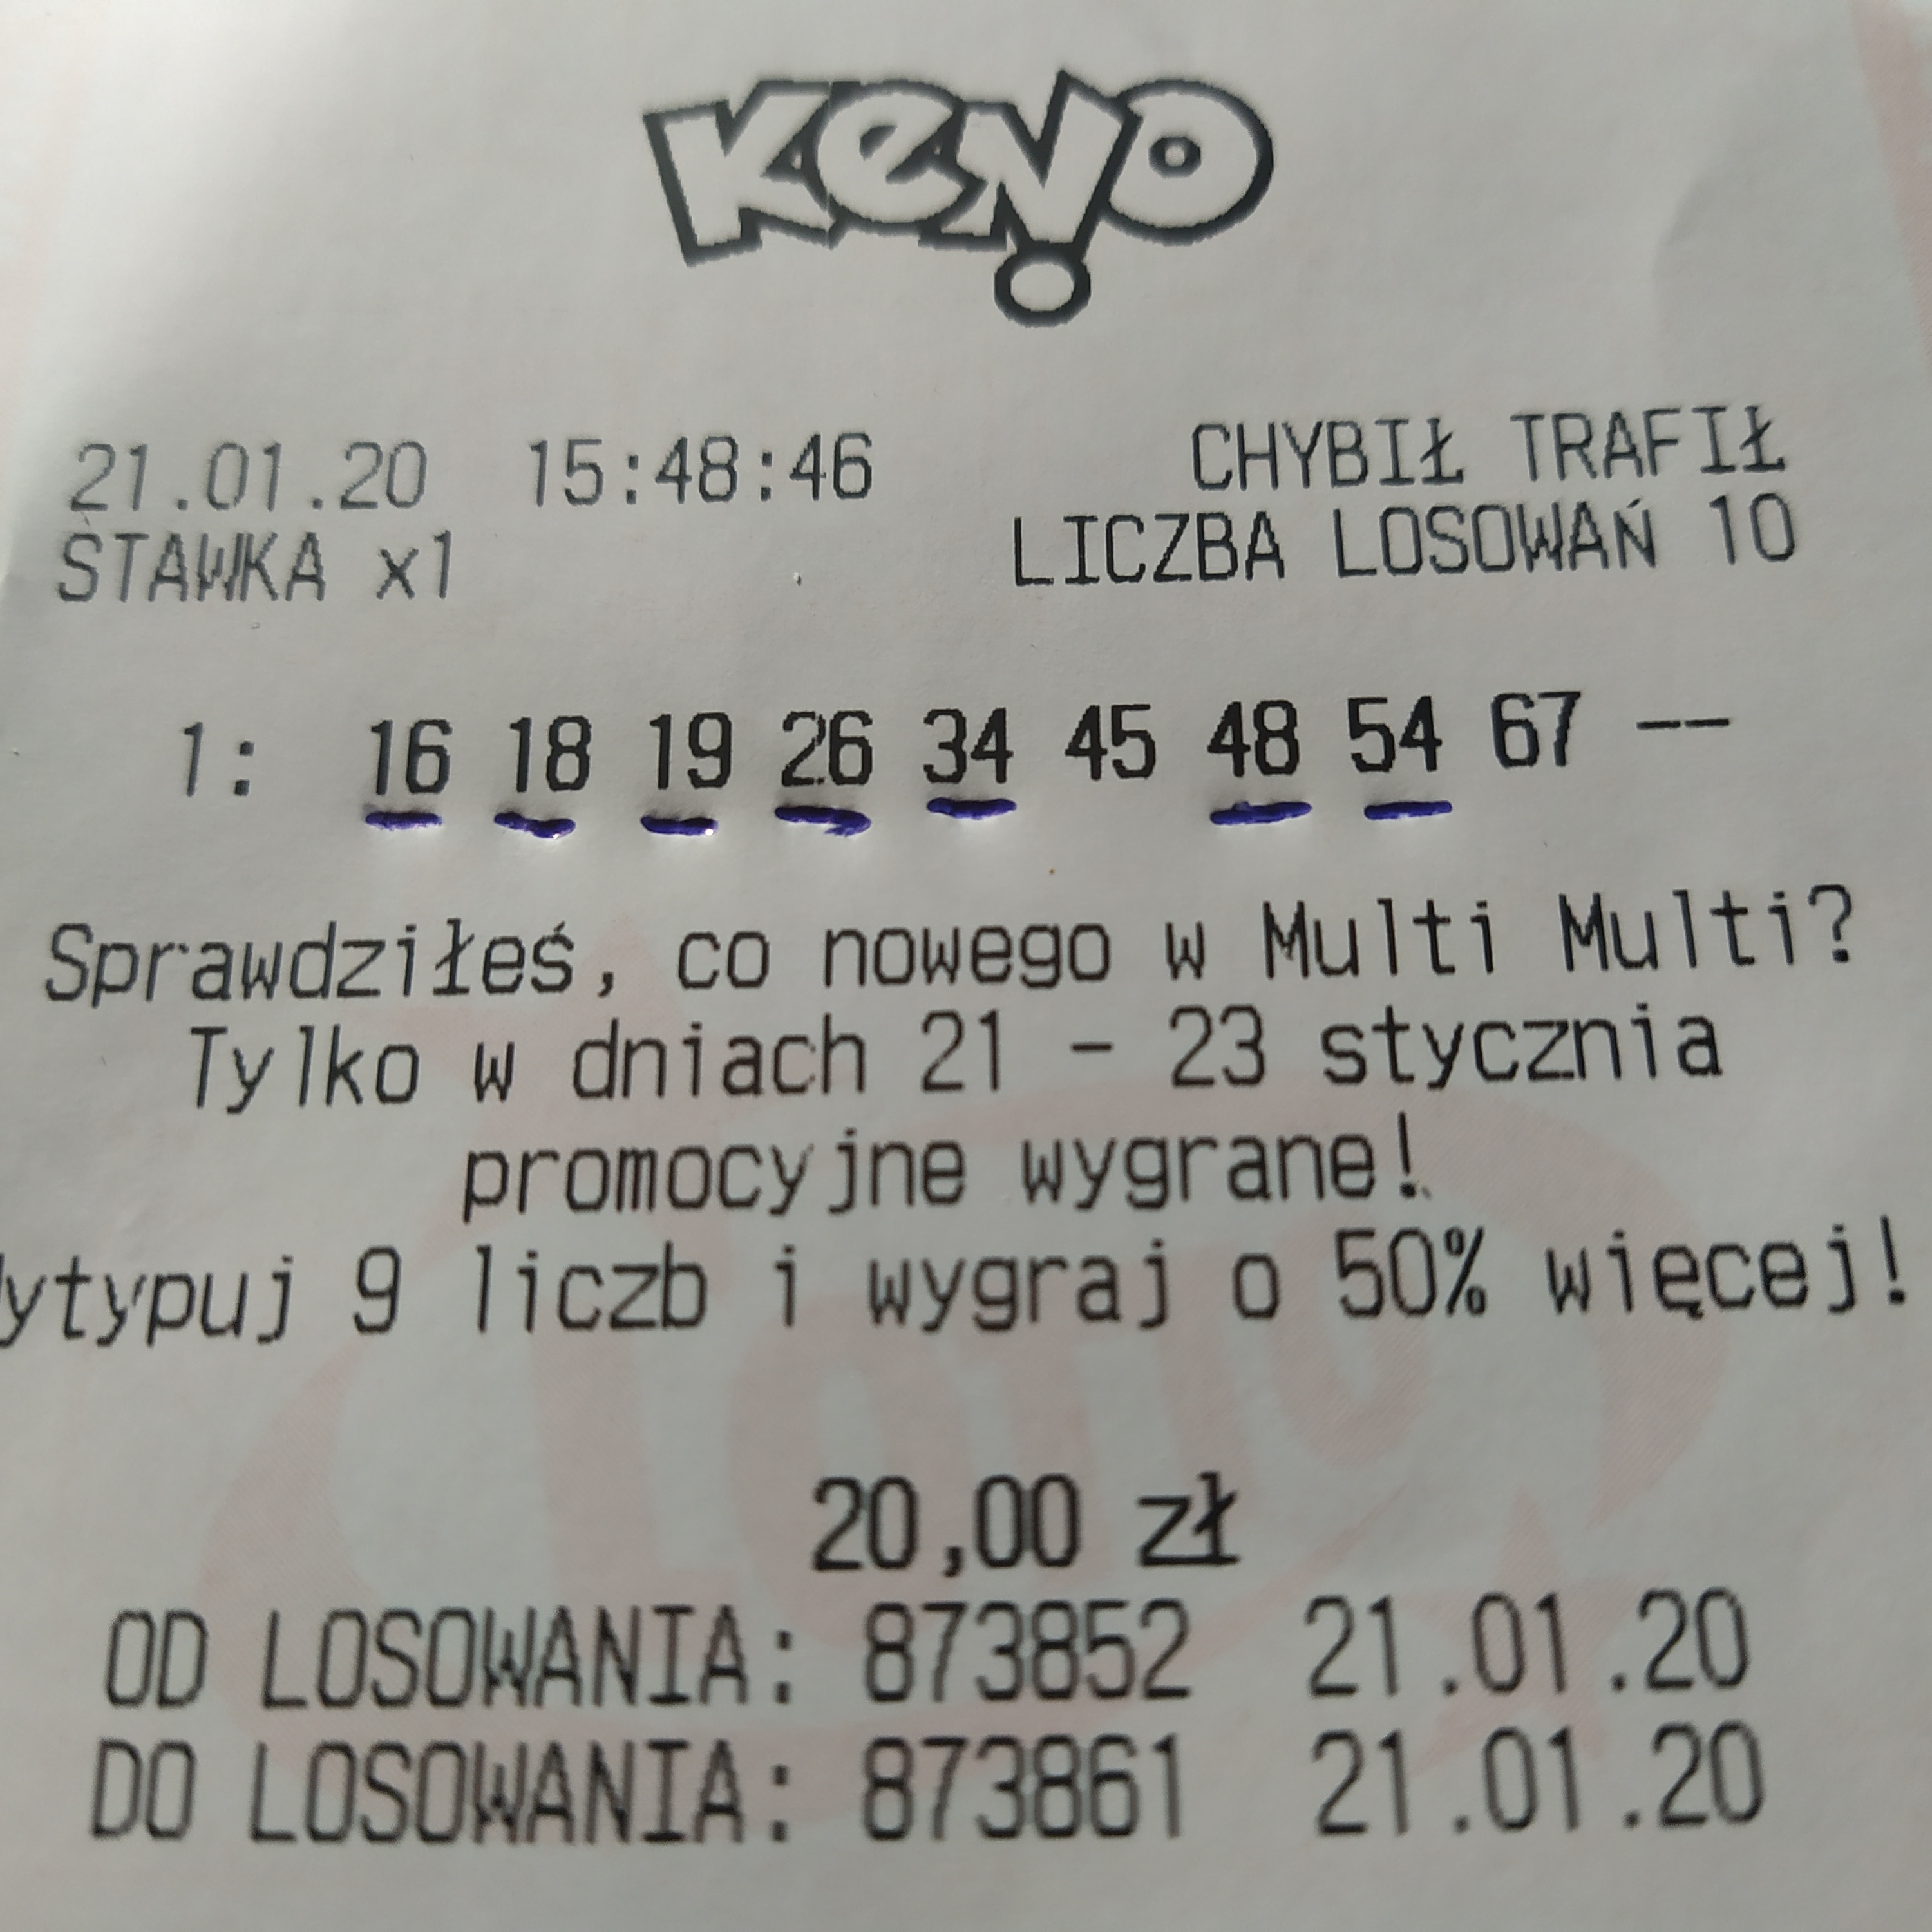 KENO
21.01.20 15:48:46 CHYBIŁ TRAFIŁ
STAWKA x1 LICZBA LOSOWAŃ 10
1: 16 18 19 26 34 45 48 54 67 --
Sprawdziłeś, co nowego w Multi Multi?
Tylko w dniach 21 - 23 stycznia
promocyjne wygrane!
ytypuj 9 liczb i wygraj o 50% więcej!
20,00 zł
OD LOSOWANIA: 873852 21.01.20
DO LOSOWANIA: 873861 21.01.20
LOTTO